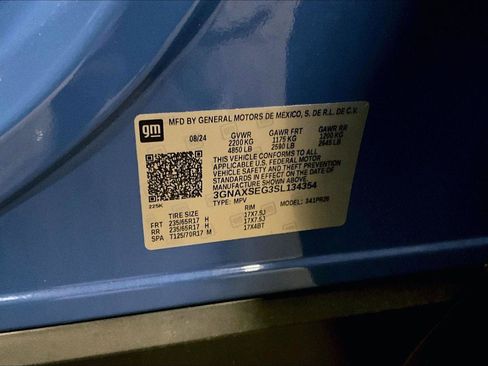 MFD BY GENERAL MOTORS DE MEXICO, S. DE R.L. DE C.V.
gm
08/24 GVWR GAWR FRT GAWR RR
2200 KG 1175 KG 1200 KG
4850 LB 2590 LB 2645 LB
THIS VEHICLE CONFORMS TO ALL
APPLICABLE U.S. FEDERAL MOTOR
VEHICLE SAFETY AND THEFT PREVENTION
STANDARDS IN EFFECT ON THE DATE OF
MANUFACTURE SHOWN ABOVE.
3GNAXSEG3SL134354
225K TYPE: MPV MODEL:
TIRE SIZE RIM
FRT 235/65R17 H 17X7.5J
RR 235/65R17 H 17X7.5J
SPA T125/70R17 M 17X4BT